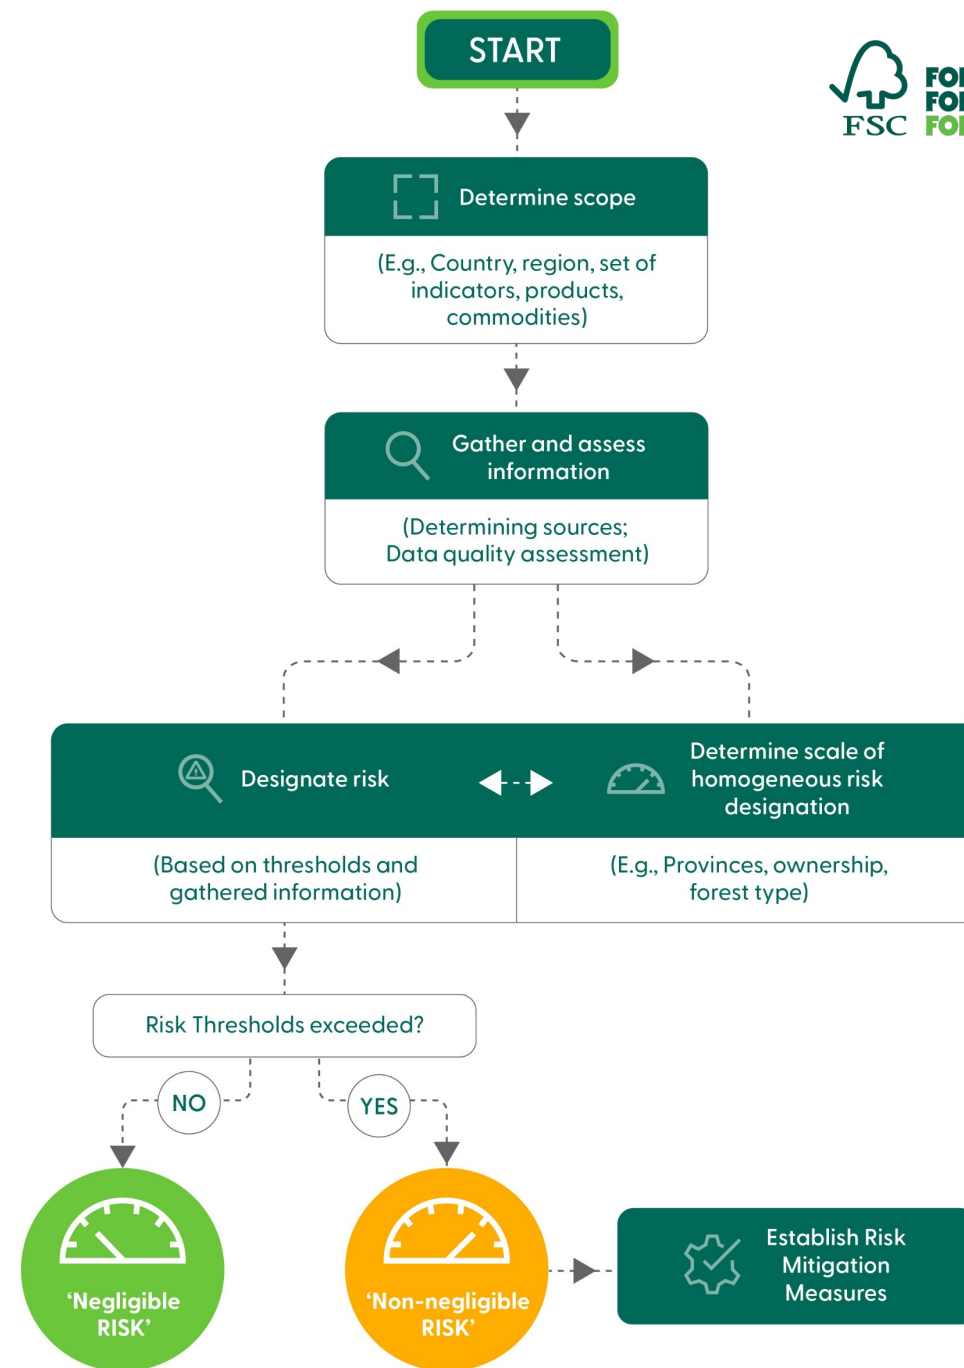 START
FSC
Determine scope
(E.g., Country, region, set of
indicators, products,
commodities)
Gather and assess
information
(Determining sources;
Data quality assessment)
Designate risk
(Based on thresholds and
gathered information)
Determine scale of
homogeneous risk
designation
(E.g., Provinces, ownership,
forest type)
Risk Thresholds exceeded?
NO
YES
‘Negligible
RISK’
‘Non-negligible
RISK’
Establish Risk
Mitigation
Measures